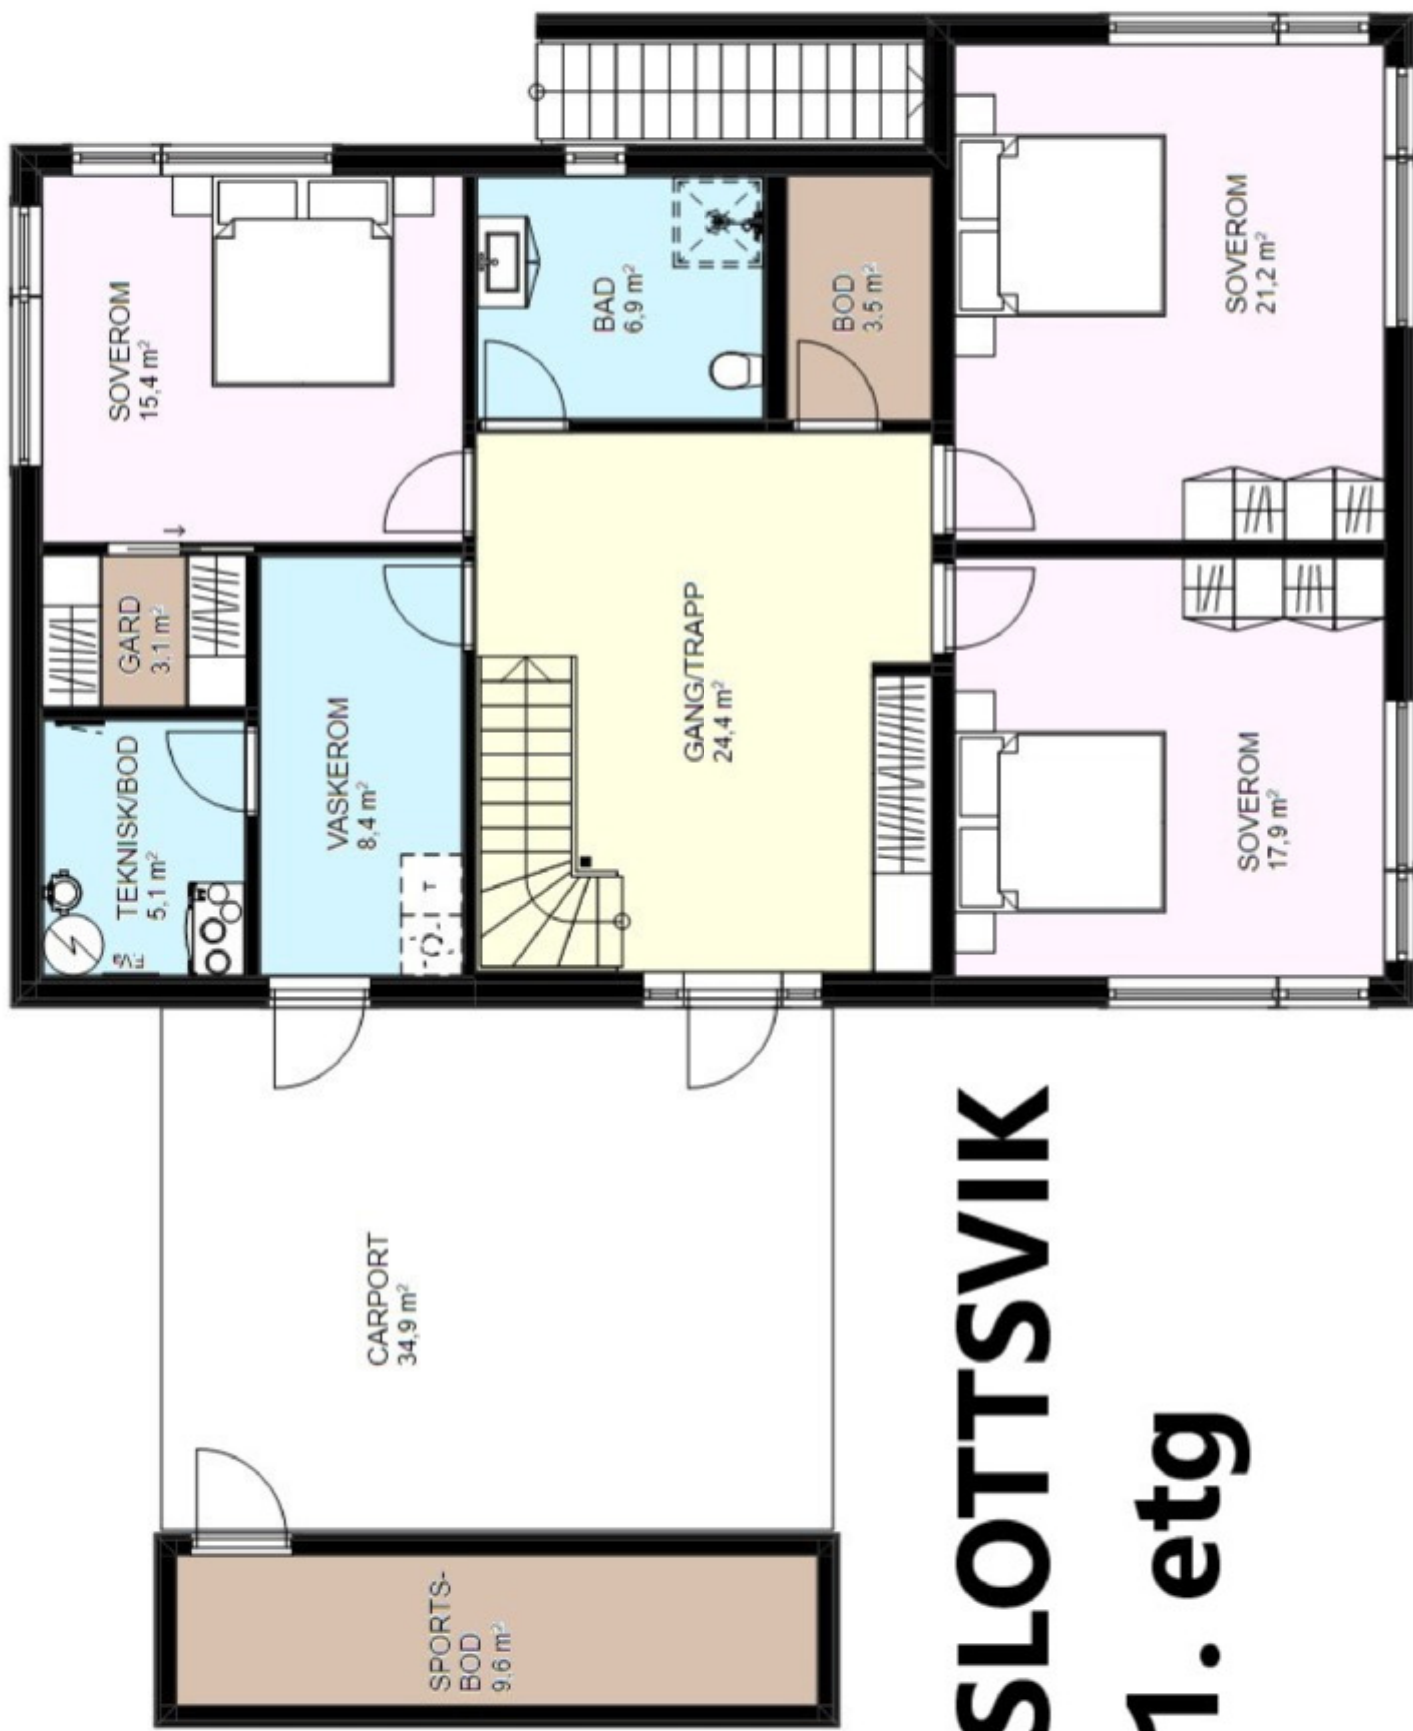 SOVEROM
15,4 m²
BAD
6,9 m²
BOD
3.5 m²
SOVEROM
21,2 m²
GARD
3.1 m²
TEKNISK/BOD
5,1 m²
VASKEROM
8,4 m²
T
GANG/TRAPP
24,4 m²
SOVEROM
17,9 m²
CARPORT
34,9 m²
SPORTS-
BOD
9.6 m²
SLOTTSVIK
1. etg